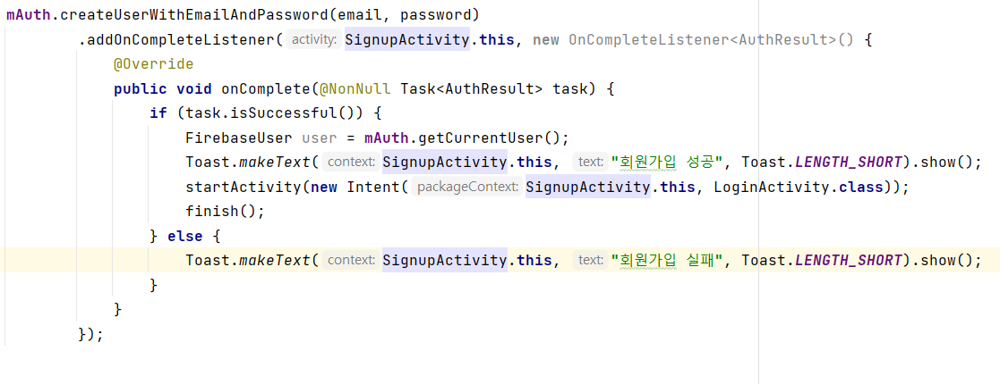 mAuth.createUserWithEmailAndPassword(email, password)
.addOnCompleteListener( activity: SignupActivity.this, new OnCompleteListener<AuthResult>() {
@Override
public void onComplete(@NonNull Task<AuthResult> task) {
if (task.isSuccessful()) {
FirebaseUser user = mAuth.getCurrentUser();
Toast.makeText( context: SignupActivity.this, text: "회원가입 성공", Toast.LENGTH_SHORT).show();
startActivity(new Intent( packageContext: SignupActivity.this, LoginActivity.class));
finish();
} else {
Toast.makeText( context: SignupActivity.this, text: "회원가입 실패", Toast.LENGTH_SHORT).show();
}
}
});